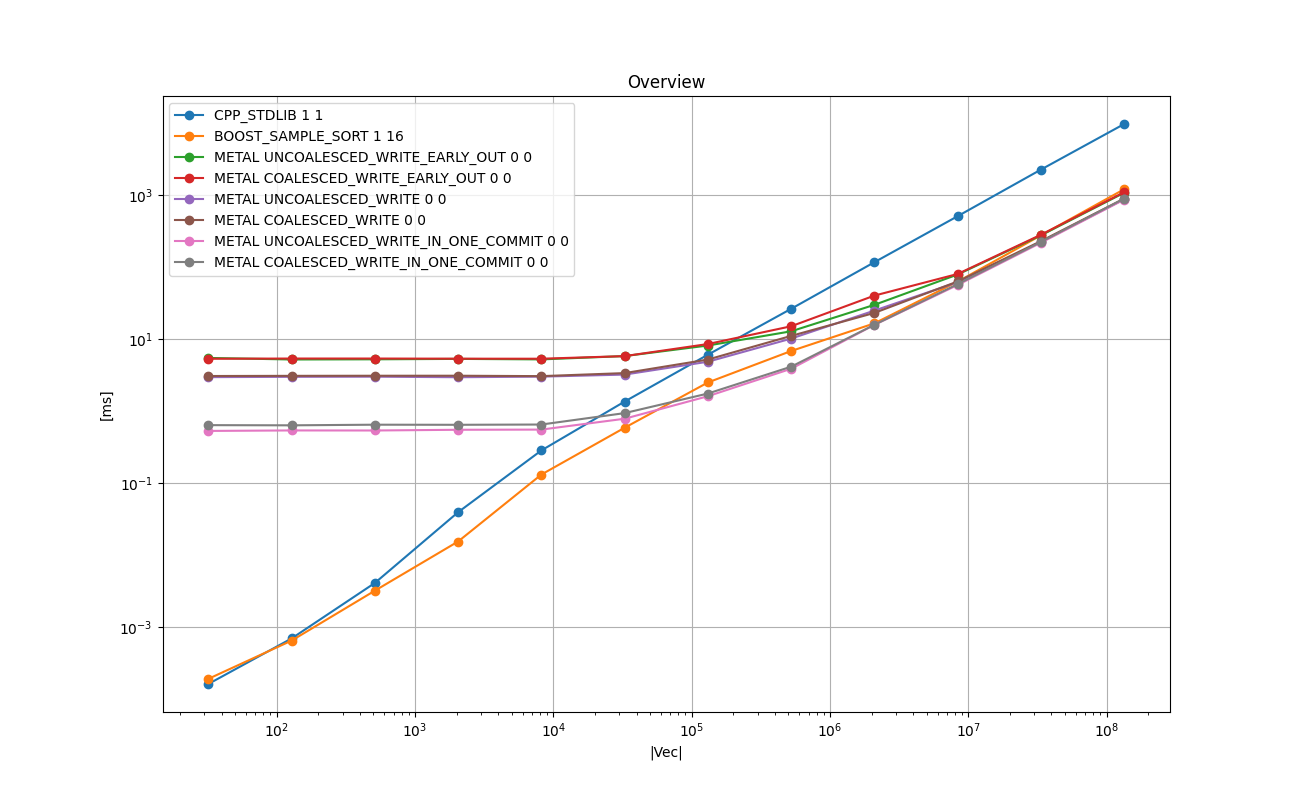 Overview
CPP_STDLIB 1 1
BOOST_SAMPLE_SORT 1 16
METAL UNCOALESCED_WRITE_EARLY_OUT 0 0
METAL COALESCED_WRITE_EARLY_OUT 0 0
METAL UNCOALESCED_WRITE 0 0
METAL COALESCED_WRITE 0 0
METAL UNCOALESCED_WRITE_IN_ONE_COMMIT 0 0
METAL COALESCED_WRITE_IN_ONE_COMMIT 0 0
[ms]
10³
10¹
10⁻¹
10⁻³
10² 10³ 10⁴ 10⁵ 10⁶ 10⁷ 10⁸
|Vec|